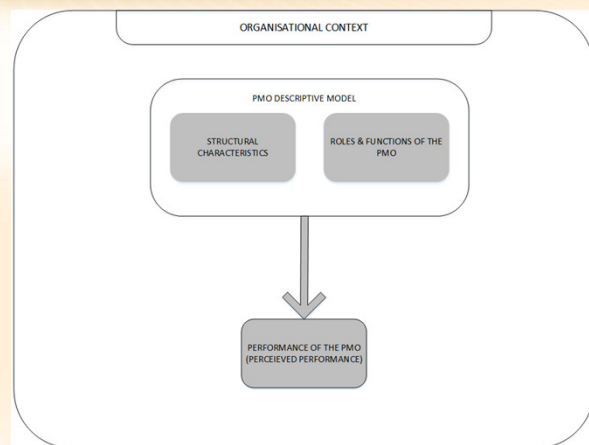 ORGANISATIONAL CONTEXT
PMO DESCRIPTIVE MODEL
STRUCTURAL
CHARACTERISTICS
ROLES & FUNCTIONS OF THE
PMO
PERFORMANCE OF THE PMO
(PERCEIEVED PERFORMANCE)